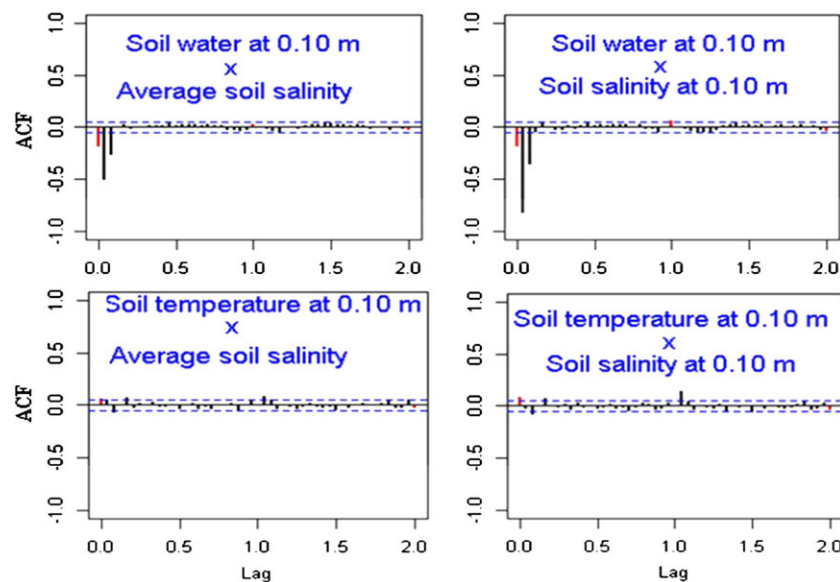 Soil water at 0.10 m
x
Average soil salinity
ACF
1.0
0.5
0.0
-0.5
-1.0
0.0 0.5 1.0 1.5 2.0
Soil water at 0.10 m
x
Soil salinity at 0.10 m
1.0
0.5
0.0
-0.5
-1.0
0.0 0.5 1.0 1.5 2.0
Soil temperature at 0.10 m
x
Average soil salinity
ACF
1.0
0.5
0.0
-0.5
-1.0
0.0 0.5 1.0 1.5 2.0
Lag
Soil temperature at 0.10 m
x
Soil salinity at 0.10 m
1.0
0.5
0.0
-0.5
-1.0
0.0 0.5 1.0 1.5 2.0
Lag